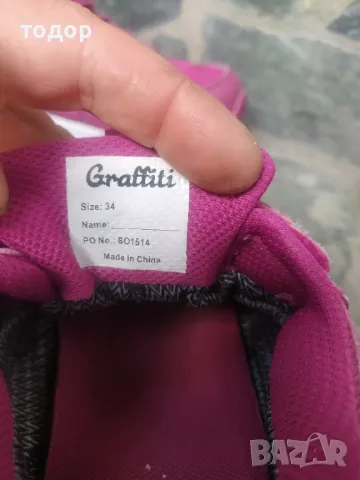 тодор
Graffiti
Size: 34
Name:
PO No.: SO1514
Made in China
BAZAR